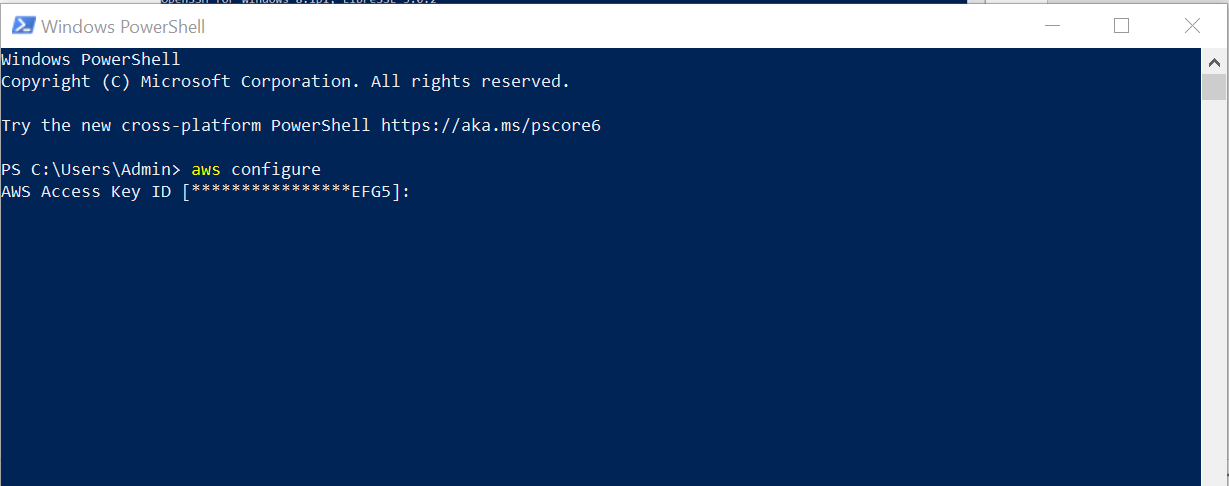 Windows PowerShell
Windows PowerShell
Copyright (C) Microsoft Corporation. All rights reserved.
Try the new cross-platform PowerShell https://aka.ms/pscore6
PS C:\Users\Admin> aws configure
AWS Access Key ID [****************EFG5]: